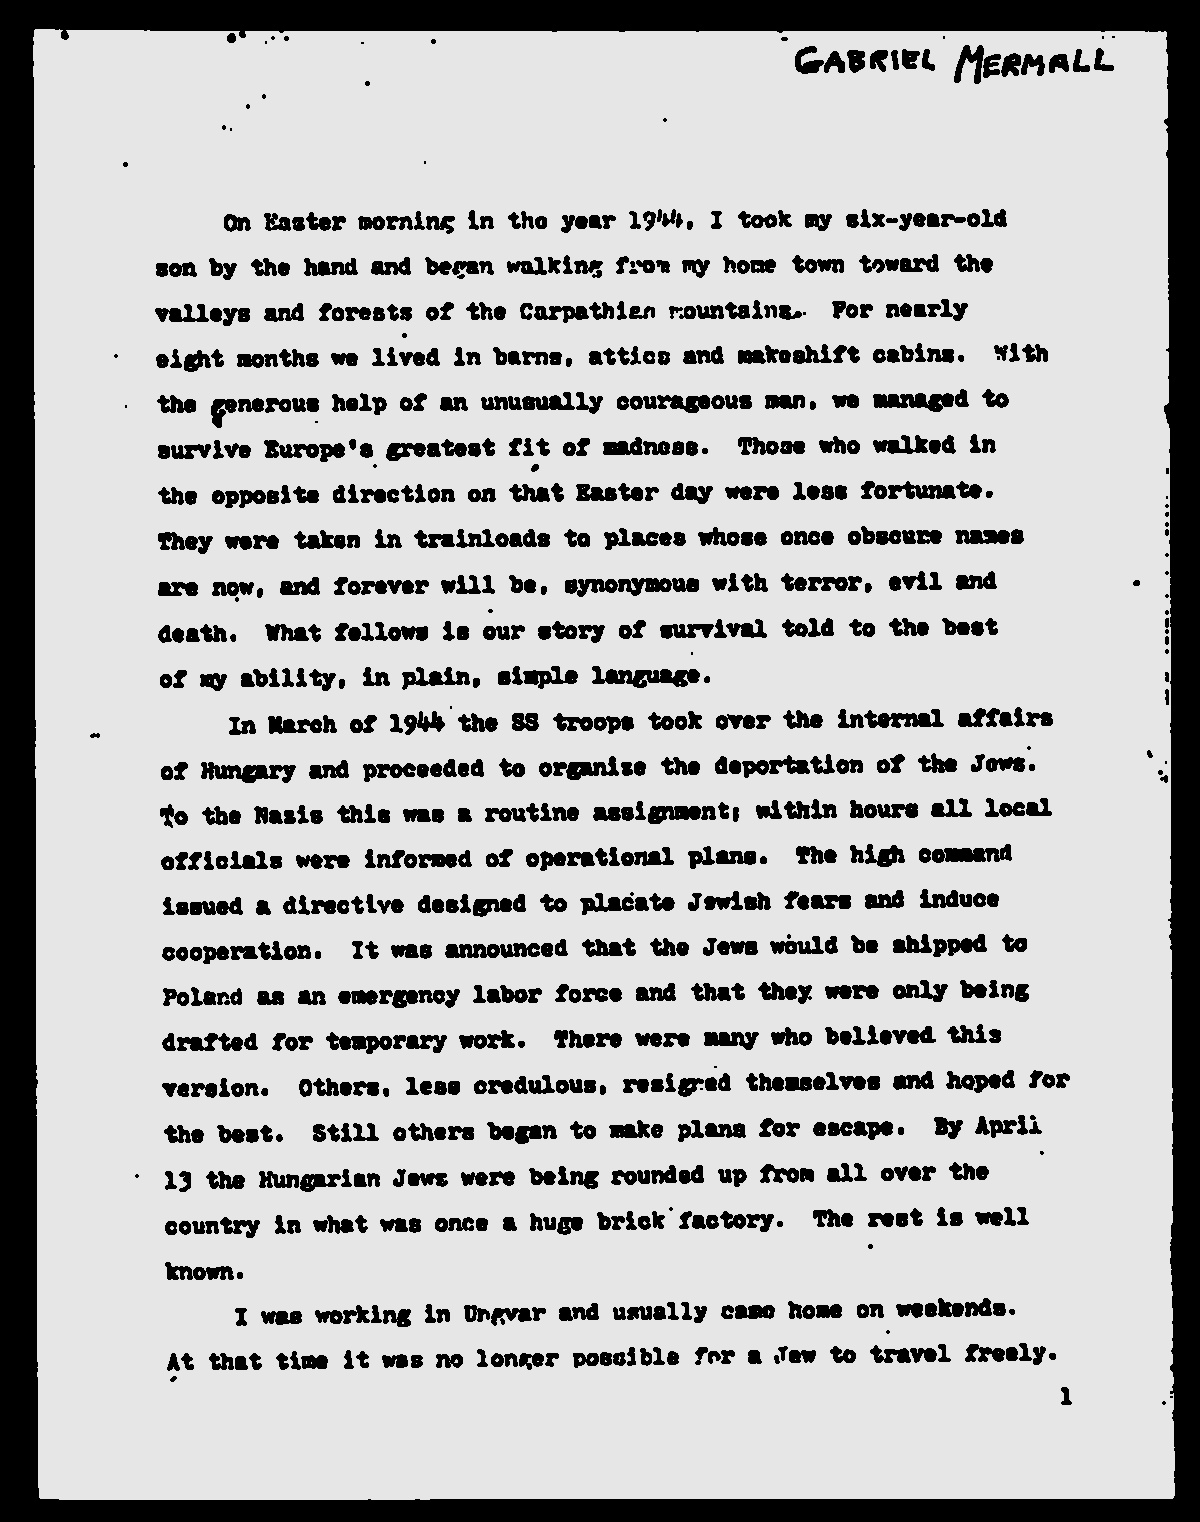 GABRIEL MERMALL
On Easter morning in the year 1944, I took my six-year-old
son by the hand and began walking from my home town toward the
valleys and forests of the Carpathian mountains. For nearly
eight months we lived in barns, attics and makeshift cabins. With
the generous help of an unusually courageous man, we managed to
survive Europe's greatest fit of madness. Those who walked in
the opposite direction on that Easter day were less fortunate.
They were taken in trainloads to places whose once obscure names
are now, and forever will be, synonymous with terror, evil and
death. What fellows is our story of survival told to the best
of my ability, in plain, simple language.
In March of 1944 the SS troops took over the internal affairs
of Hungary and proceeded to organize the deportation of the Jews.
To the Nazis this was a routine assignment; within hours all local
officials were informed of operational plans. The high command
issued a directive designed to placate Jewish fears and induce
cooperation. It was announced that the Jews would be shipped to
Poland as an emergency labor force and that they were only being
drafted for temporary work. There were many who believed this
version. Others, less credulous, resigned themselves and hoped for
the best. Still others began to make plans for escape. By April
13 the Hungarian Jews were being rounded up from all over the
country in what was once a huge brick factory. The rest is well
known.
I was working in Ungvar and usually came home on weekends.
At that time it was no longer possible for a Jew to travel freely.
1